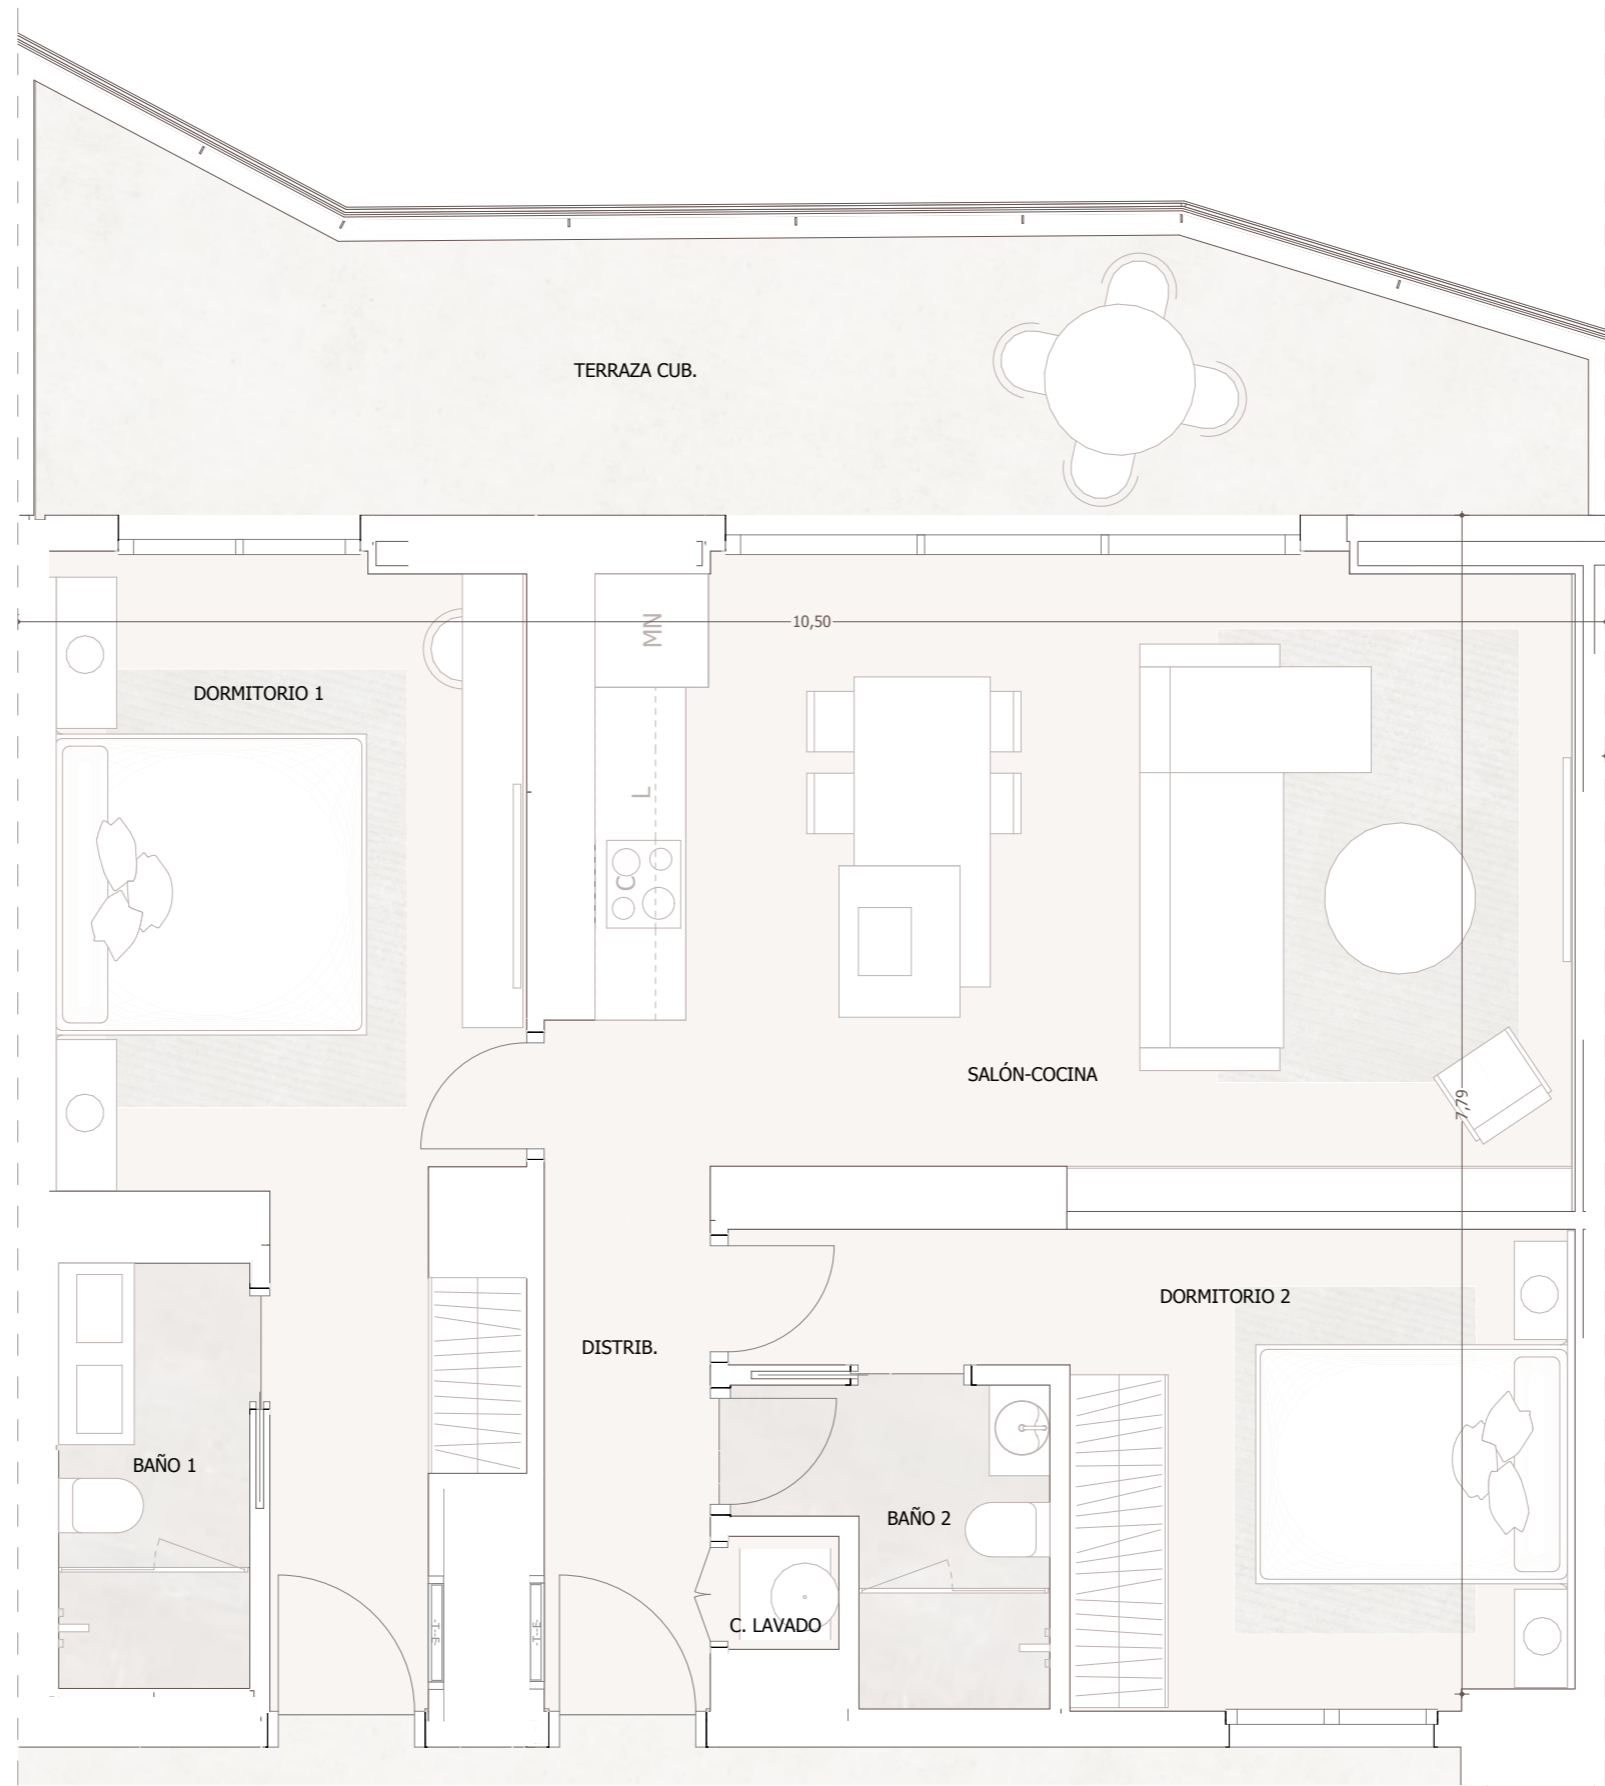 TERRAZA CUB.
10,50
MN
DORMITORIO 1
L
C
SALÓN-COCINA
7,79
DORMITORIO 2
DISTRIB.
BAÑO 1
BAÑO 2
C. LAVADO